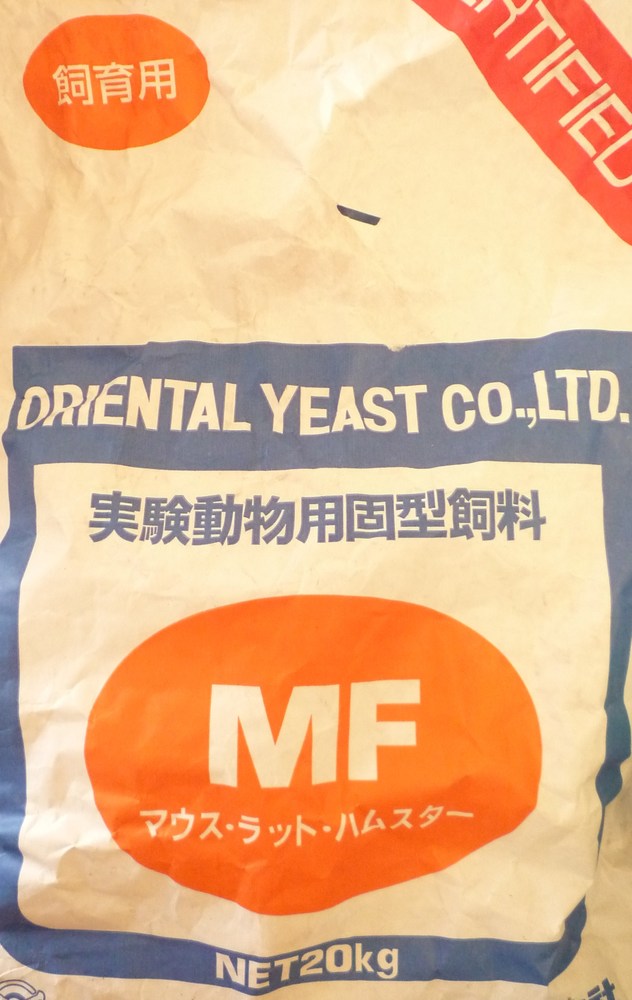 飼育用
ORIENTAL YEAST CO.,LTD.
実験動物用固型飼料
MF
マウス・ラット・ハムスター
NET20kg